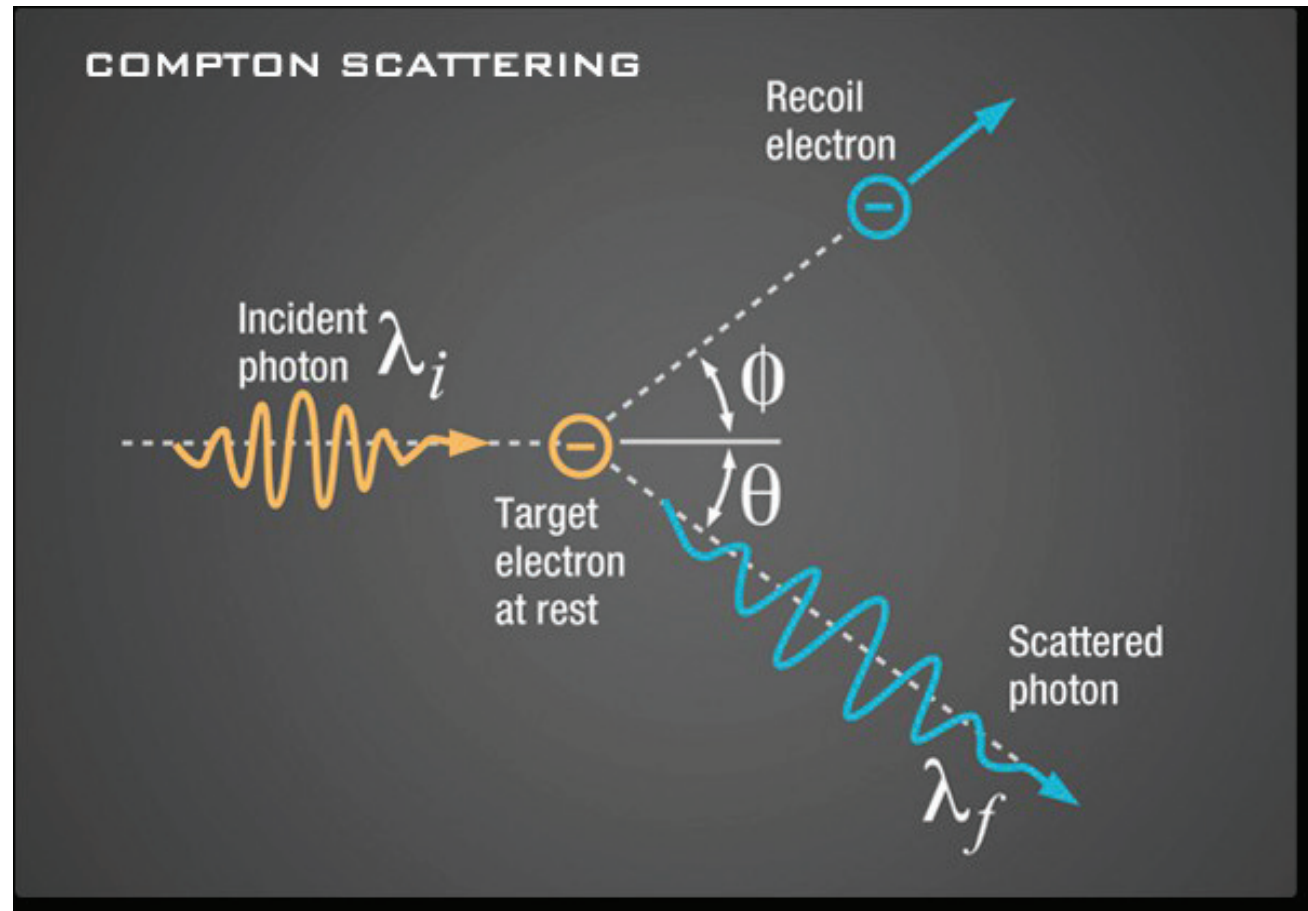 COMPTON SCATTERING
Recoil
electron
Incident
photon λi
ϕ
θ
Target
electron
at rest
Scattered
photon
λf